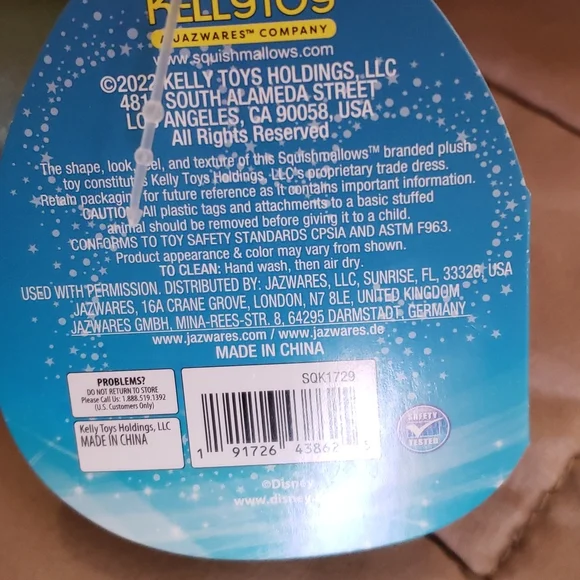 KELLYTOY
A JAZWARES™ COMPANY
www.squishmallows.com
©2022 KELLY TOYS HOLDINGS, LLC
481 SOUTH ALAMEDA STREET
LOS ANGELES, CA 90058, USA
All Rights Reserved
The shape, look, feel, and texture of this Squishmallows™ branded plush
toy constitutes Kelly Toys Holdings, LLC's proprietary trade dress.
Retain packaging for future reference as it contains important information.
CAUTION: All plastic tags and attachments to a basic stuffed
animal should be removed before giving it to a child.
CONFORMS TO TOY SAFETY STANDARDS CPSIA AND ASTM F963.
Product appearance & color may vary from shown.
TO CLEAN: Hand wash, then air dry.
USED WITH PERMISSION. DISTRIBUTED BY: JAZWARES, LLC, SUNRISE, FL, 33326, USA
JAZWARES, 16A CRANE GROVE, LONDON, N7 8LE, UNITED KINGDOM
JAZWARES GMBH, MINA-REES-STR. 8, 64295 DARMSTADT, GERMANY
www.jazwares.com / www.jazwares.de
MADE IN CHINA
PROBLEMS?
DO NOT RETURN TO STORE
Please Call Us: 1.888.519.1392
(U.S. Customers Only)
Kelly Toys Holdings, LLC
MADE IN CHINA
SQK1729
1 91726 43862
SAFETY
TESTED
©Disney
www.disney